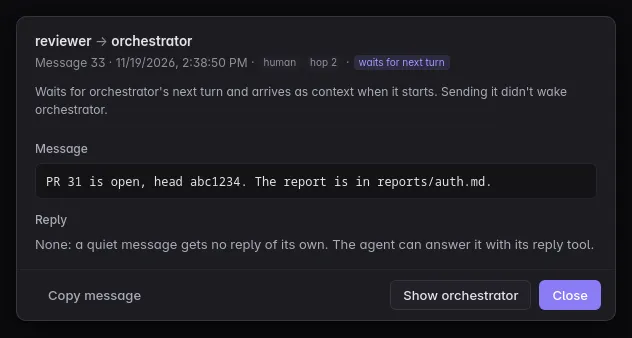 reviewer → orchestrator
Message 33 · 11/19/2026, 2:38:50 PM · human hop 2 · waits for next turn
Waits for orchestrator's next turn and arrives as context when it starts. Sending it didn't wake
orchestrator.
Message
PR 31 is open, head abc1234. The report is in reports/auth.md.
Reply
None: a quiet message gets no reply of its own. The agent can answer it with its reply tool.
Copy message Show orchestrator Close